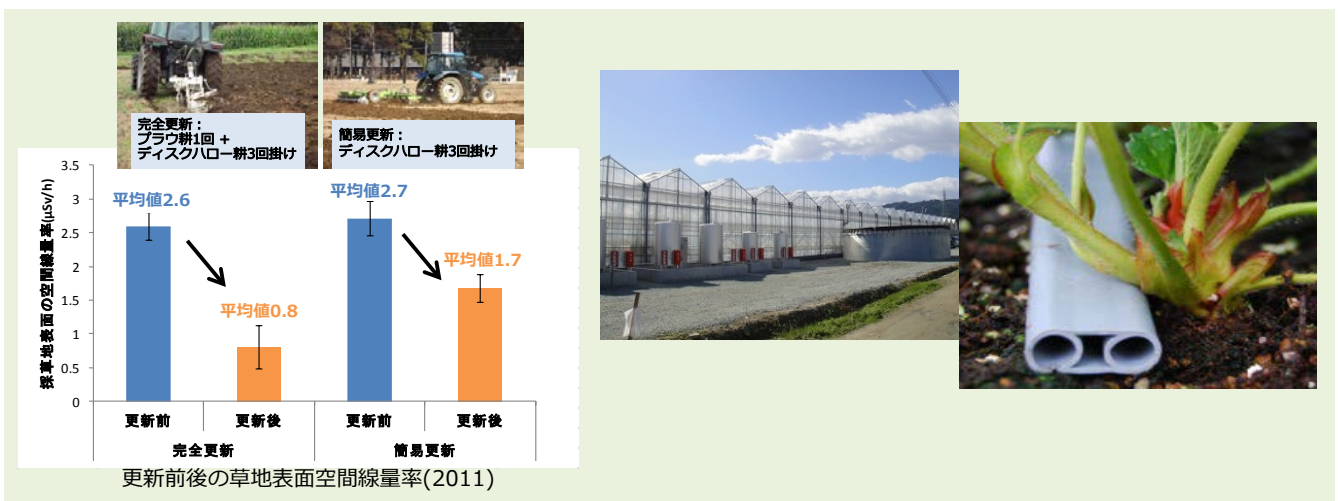 完全更新：
プラウ耕1回 +
ディスクハロー耕3回掛け
簡易更新：
ディスクハロー耕3回掛け
採草地表面の空間線量率(μSv/h)
3.5
3
2.5
2
1.5
1
0.5
0
平均値2.6
平均値0.8
平均値2.7
平均値1.7
更新前
更新後
更新前
更新後
完全更新
簡易更新
更新前後の草地表面空間線量率(2011)